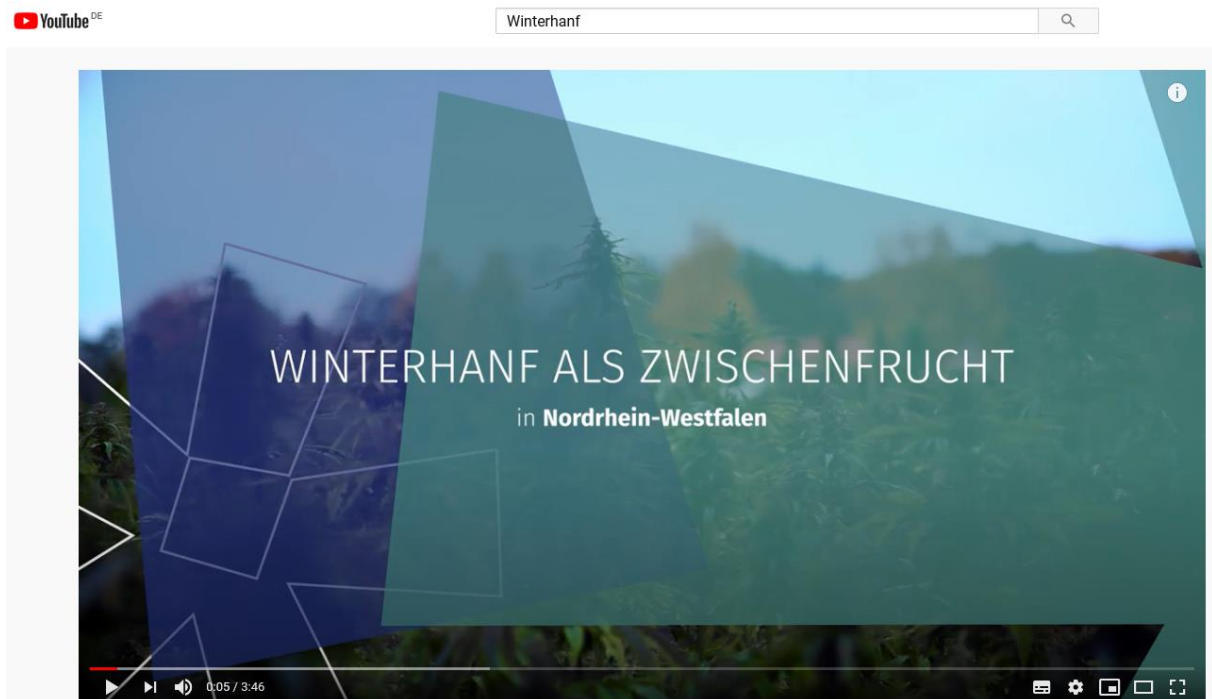 YouTube DE
Winterhanf
WINTERHANF ALS ZWISCHENFRUCHT
in Nordrhein-Westfalen
0:05 / 3:46